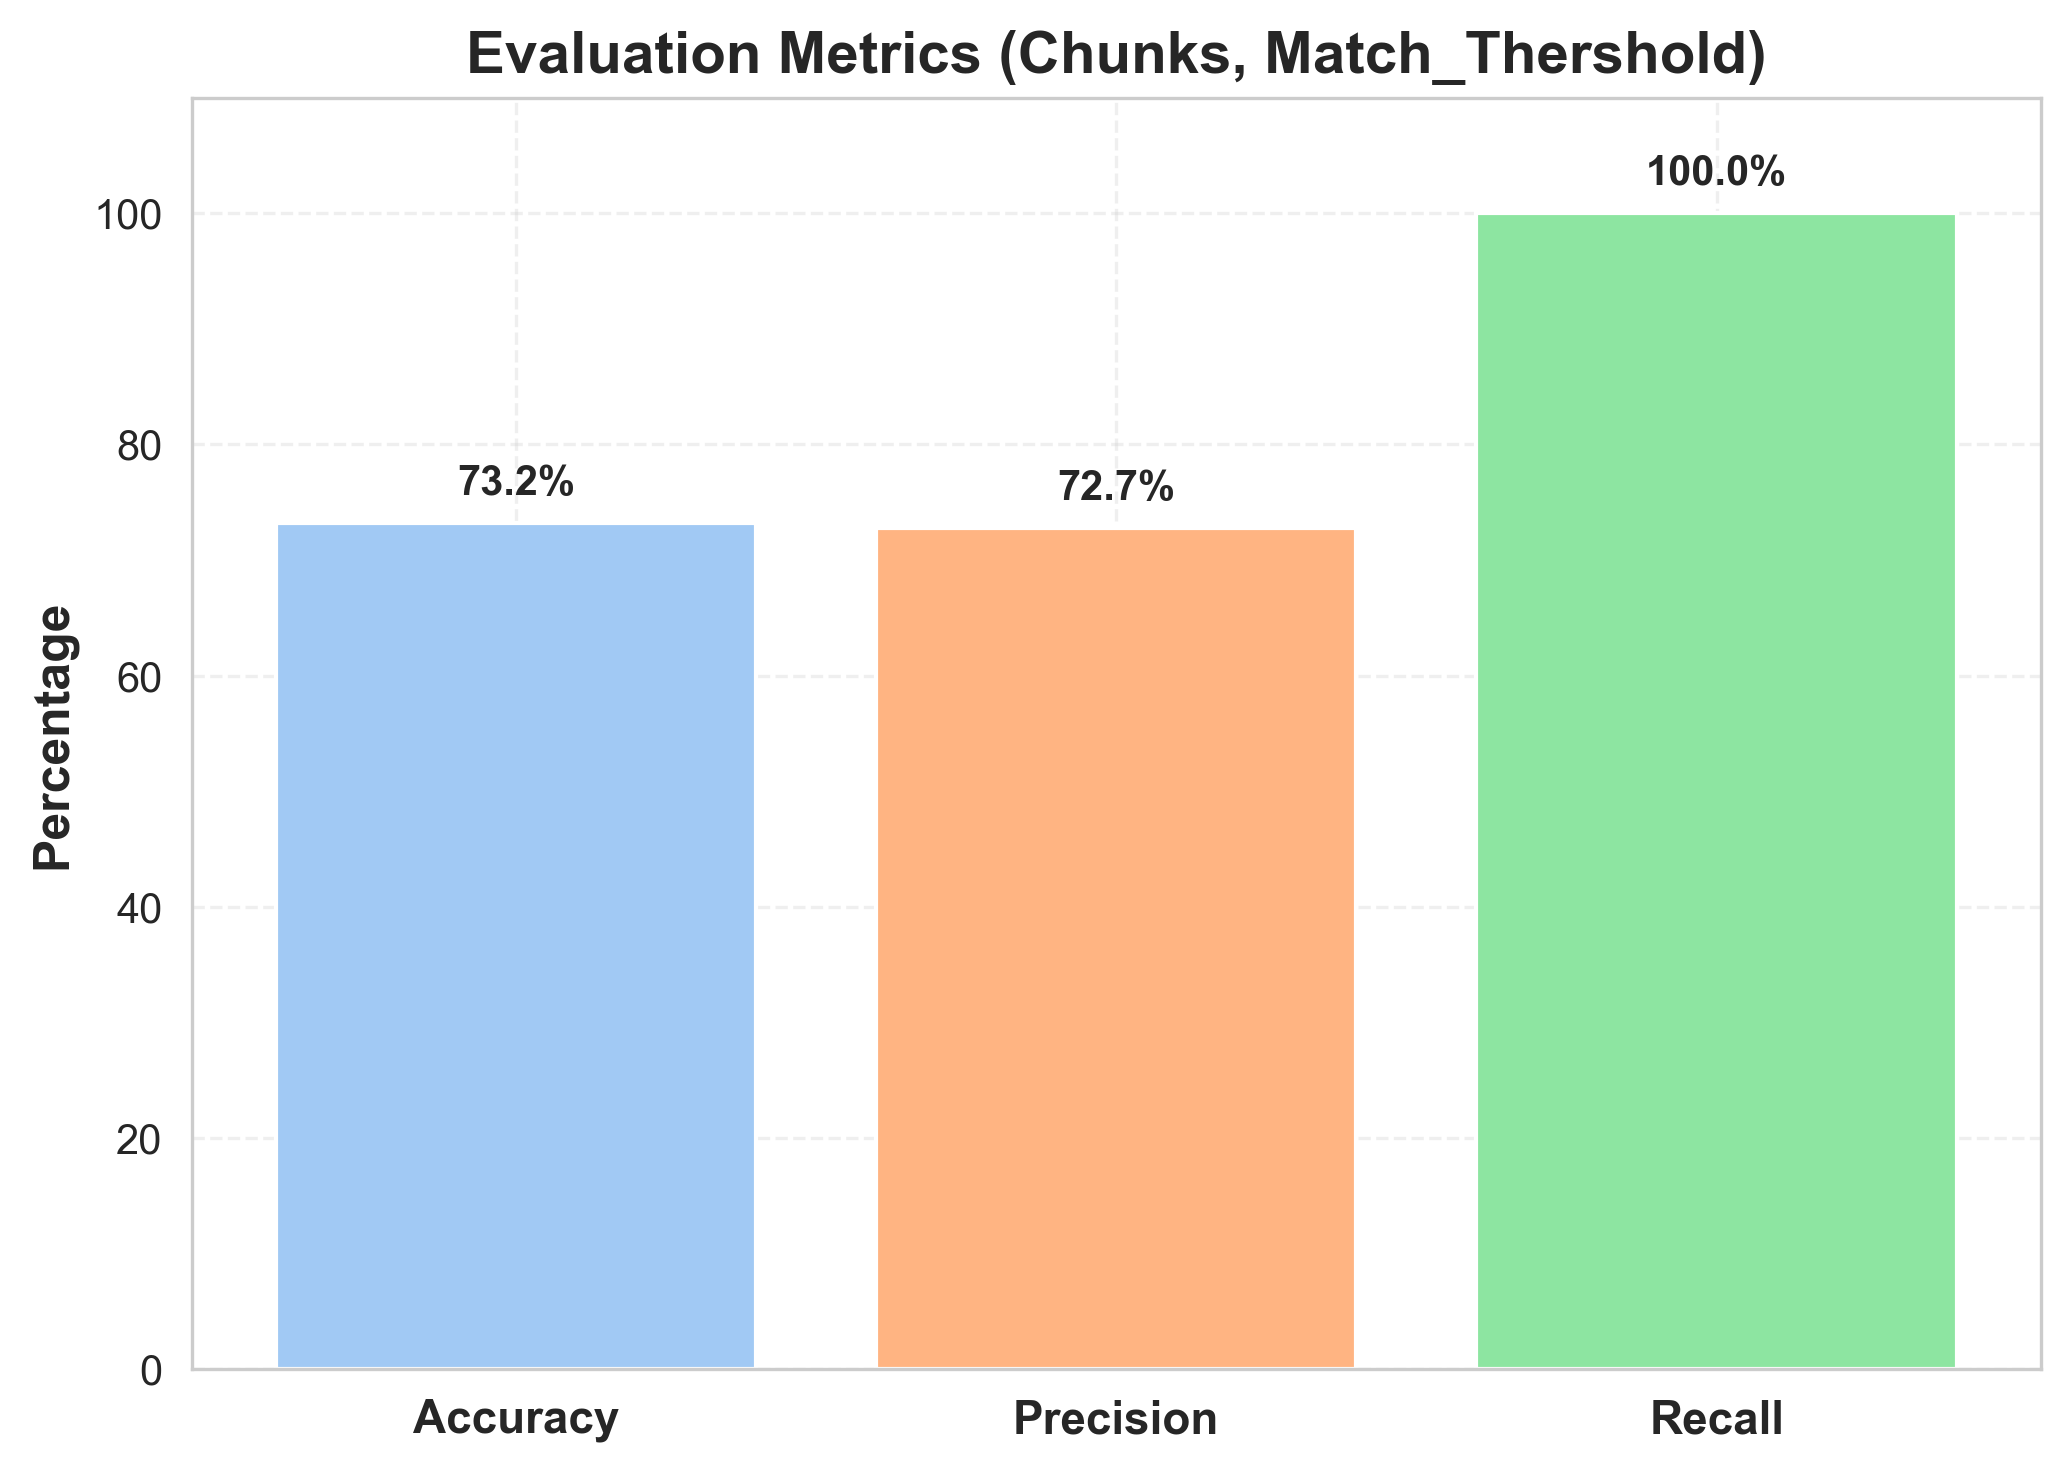 Evaluation Metrics (Chunks, Match_Thershold)
100.0%
100
80
73.2%
72.7%
60
Percentage
40
20
0
Accuracy
Precision
Recall